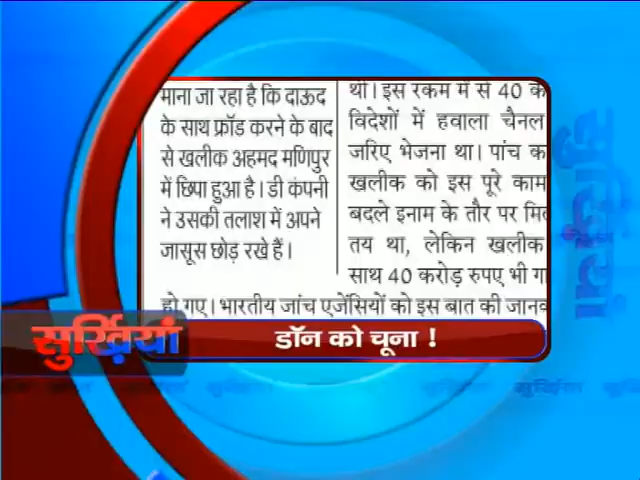 माना जा रहा है कि दाऊद
के साथ फ्रॉड करने के बाद
से खलीक अहमद मणिपुर
में छिपा हुआ है। डी कंपनी
ने उसकी तलाश में अपने
जासूस छोड़ रखे हैं।
थी। इस रकम में से 40 क
विदेशों में हवाला चैनल
जरिए भेजना था। पांच क
खलीक को इस पूरे काम
बदले इनाम के तौर पर मि
तय था, लेकिन खलीक
साथ 40 करोड़ रुपए भी गा
हो गए। भारतीय जांच एजेंसियों को इस बात की जानव
सुर्ख़ियां
डॉन को चूना !
सुर्ख़ियां